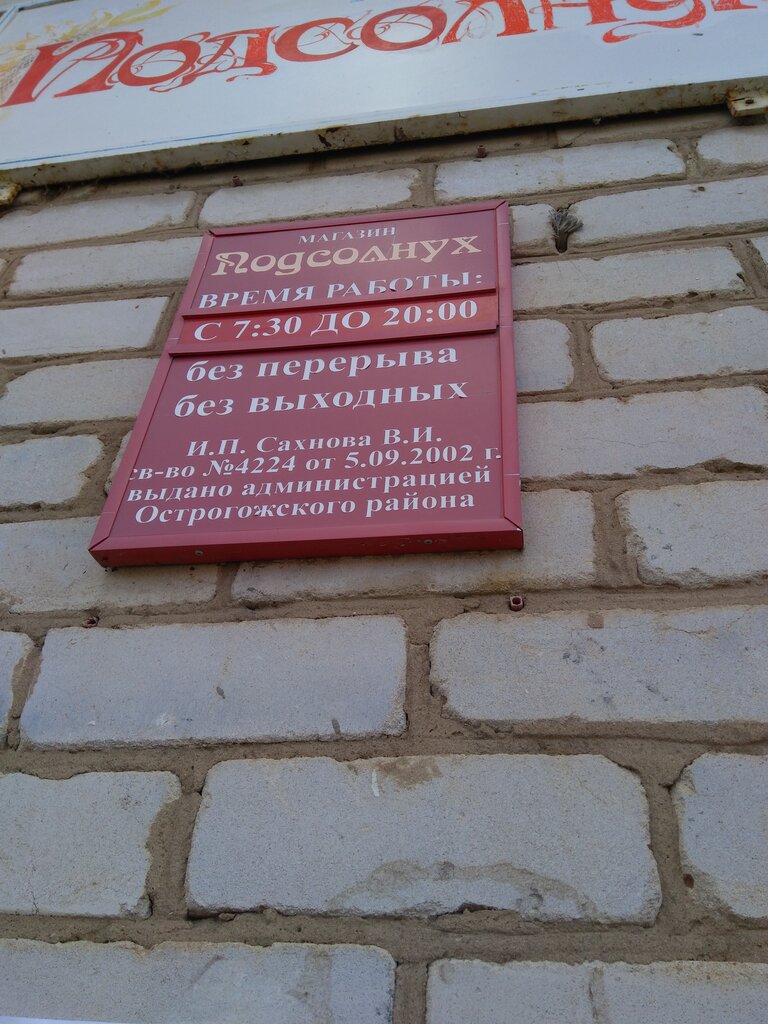 Подсолнух
МАГАЗИН
Подсолнух
ВРЕМЯ РАБОТЫ:
С 7:30 ДО 20:00
без перерыва
без выходных
И.П. Сахнова В.И.
св-во №4224 от 5.09.2002 г.
выдано администрацией
Острогожского района